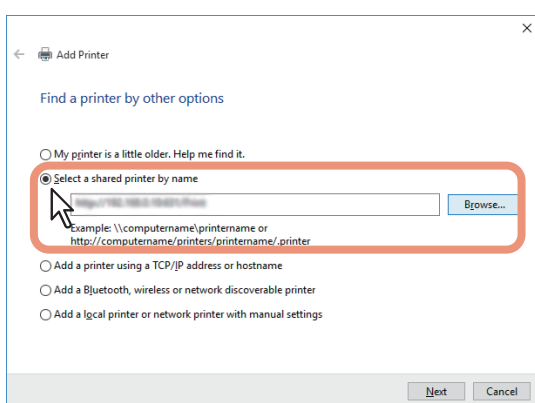 Add Printer
Find a printer by other options
My printer is a little older. Help me find it.
Select a shared printer by name
Browse...
Example: \\computername\printername or
http://computername/printers/printername/.printer
Add a printer using a TCP/IP address or hostname
Add a Bluetooth, wireless or network discoverable printer
Add a local printer or network printer with manual settings
Next Cancel